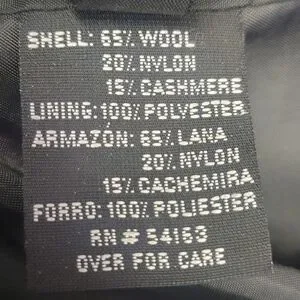 SHELL: 65% WOOL
20% NYLON
15% CASHMERE
LINING: 100% POLYESTER
ARMAZÓN: 65% LANA
20% NYLON
15% CACHEMIRA
FORRO: 100% POLIESTER
RN # 54163
OVER FOR CARE